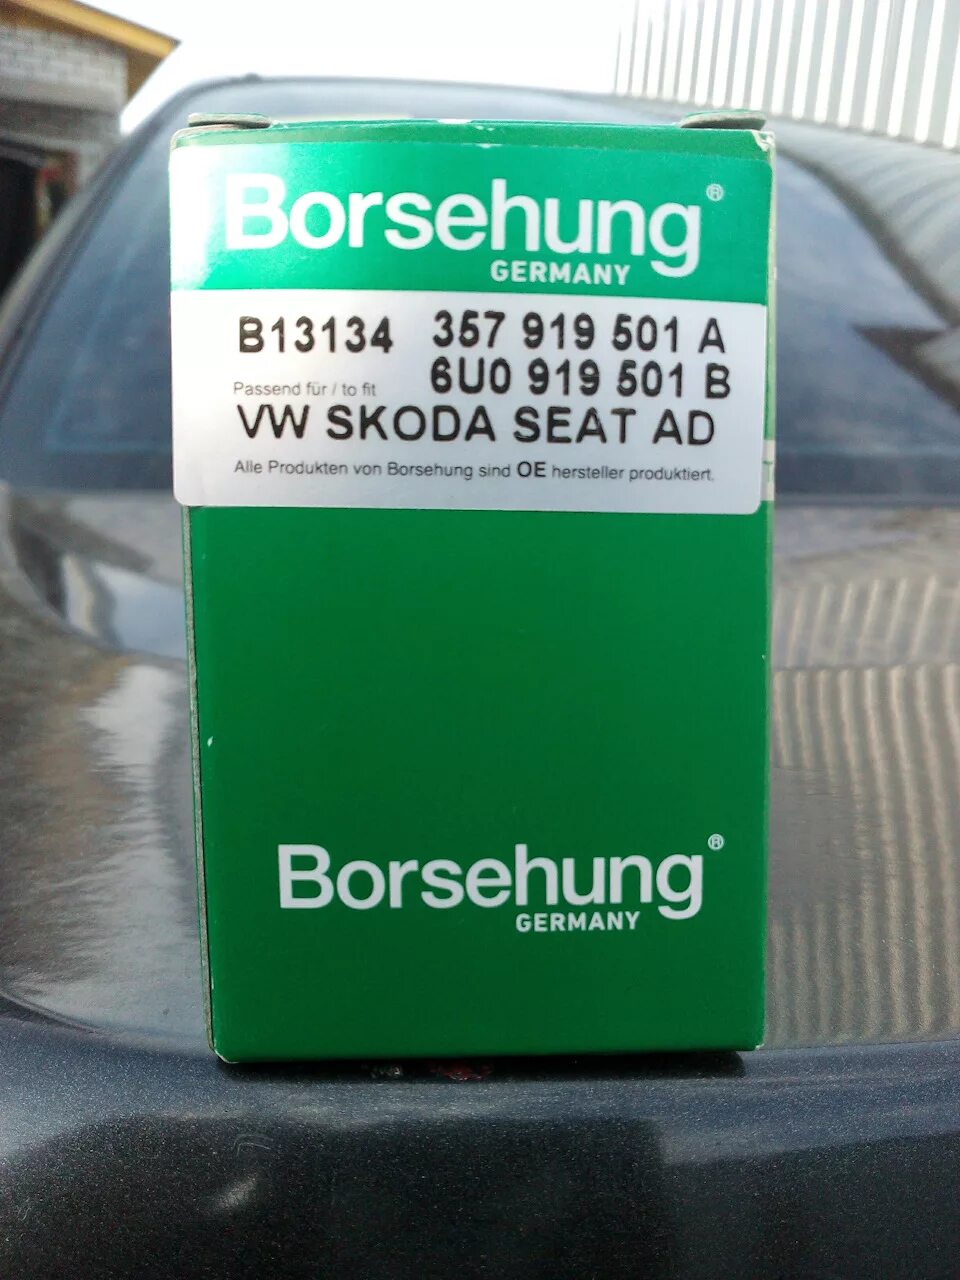 Borsehung®
GERMANY
B13134 357 919 501 A
Passend für / to fit 6U0 919 501 B
VW SKODA SEAT AD
Alle Produkten von Borsehung sind OE hersteller produktiert.
Borsehung®
GERMANY